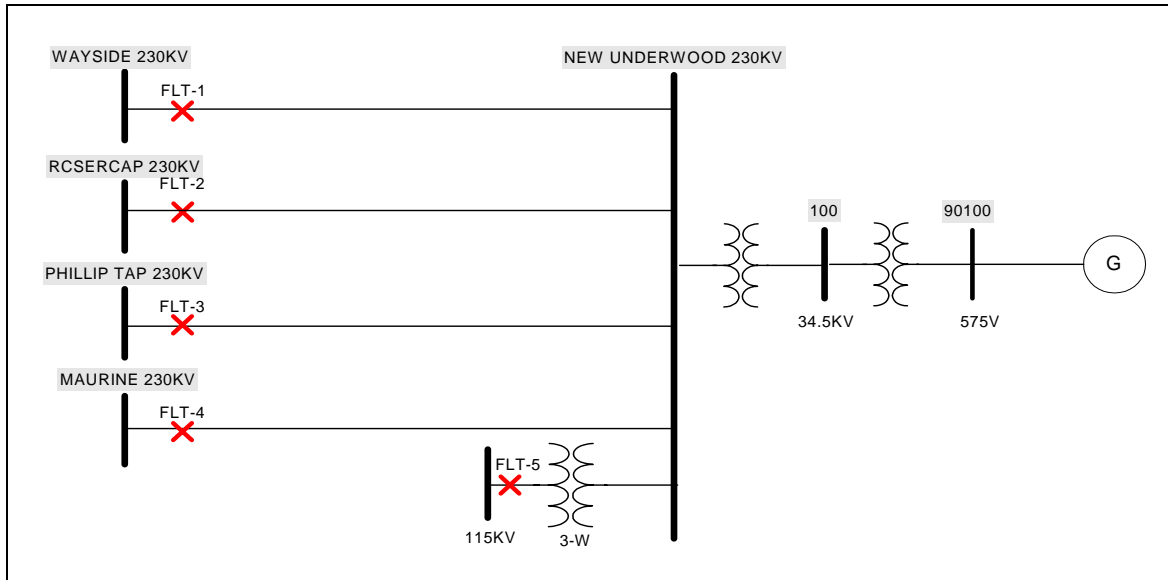 WAYSIDE 230KV
NEW UNDERWOOD 230KV
FLT-1
RCSERCAP 230KV
FLT-2
100
90100
PHILLIP TAP 230KV
G
FLT-3
34.5KV
575V
MAURINE 230KV
FLT-4
FLT-5
115KV
3-W